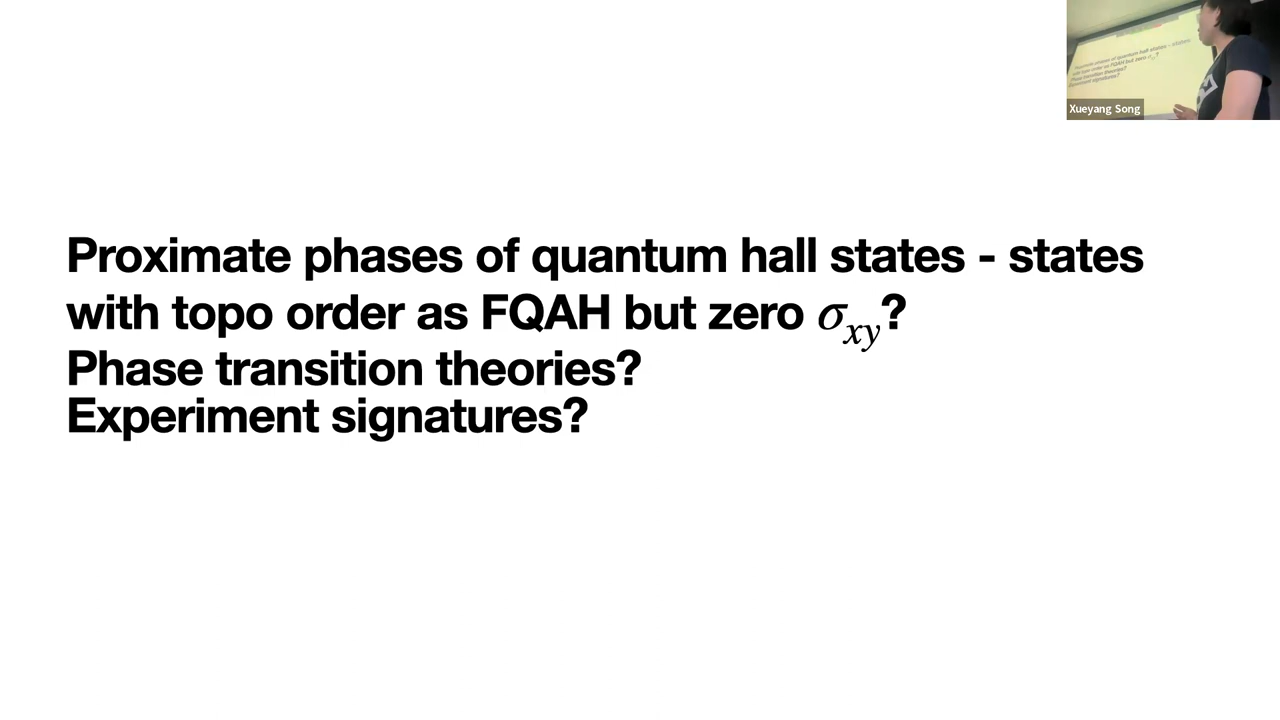 Proximate phases of quantum hall states - states
with topo order as FQAH but zero σxy?
Phase transition theories?
Experiment signatures?
Xueyang Song